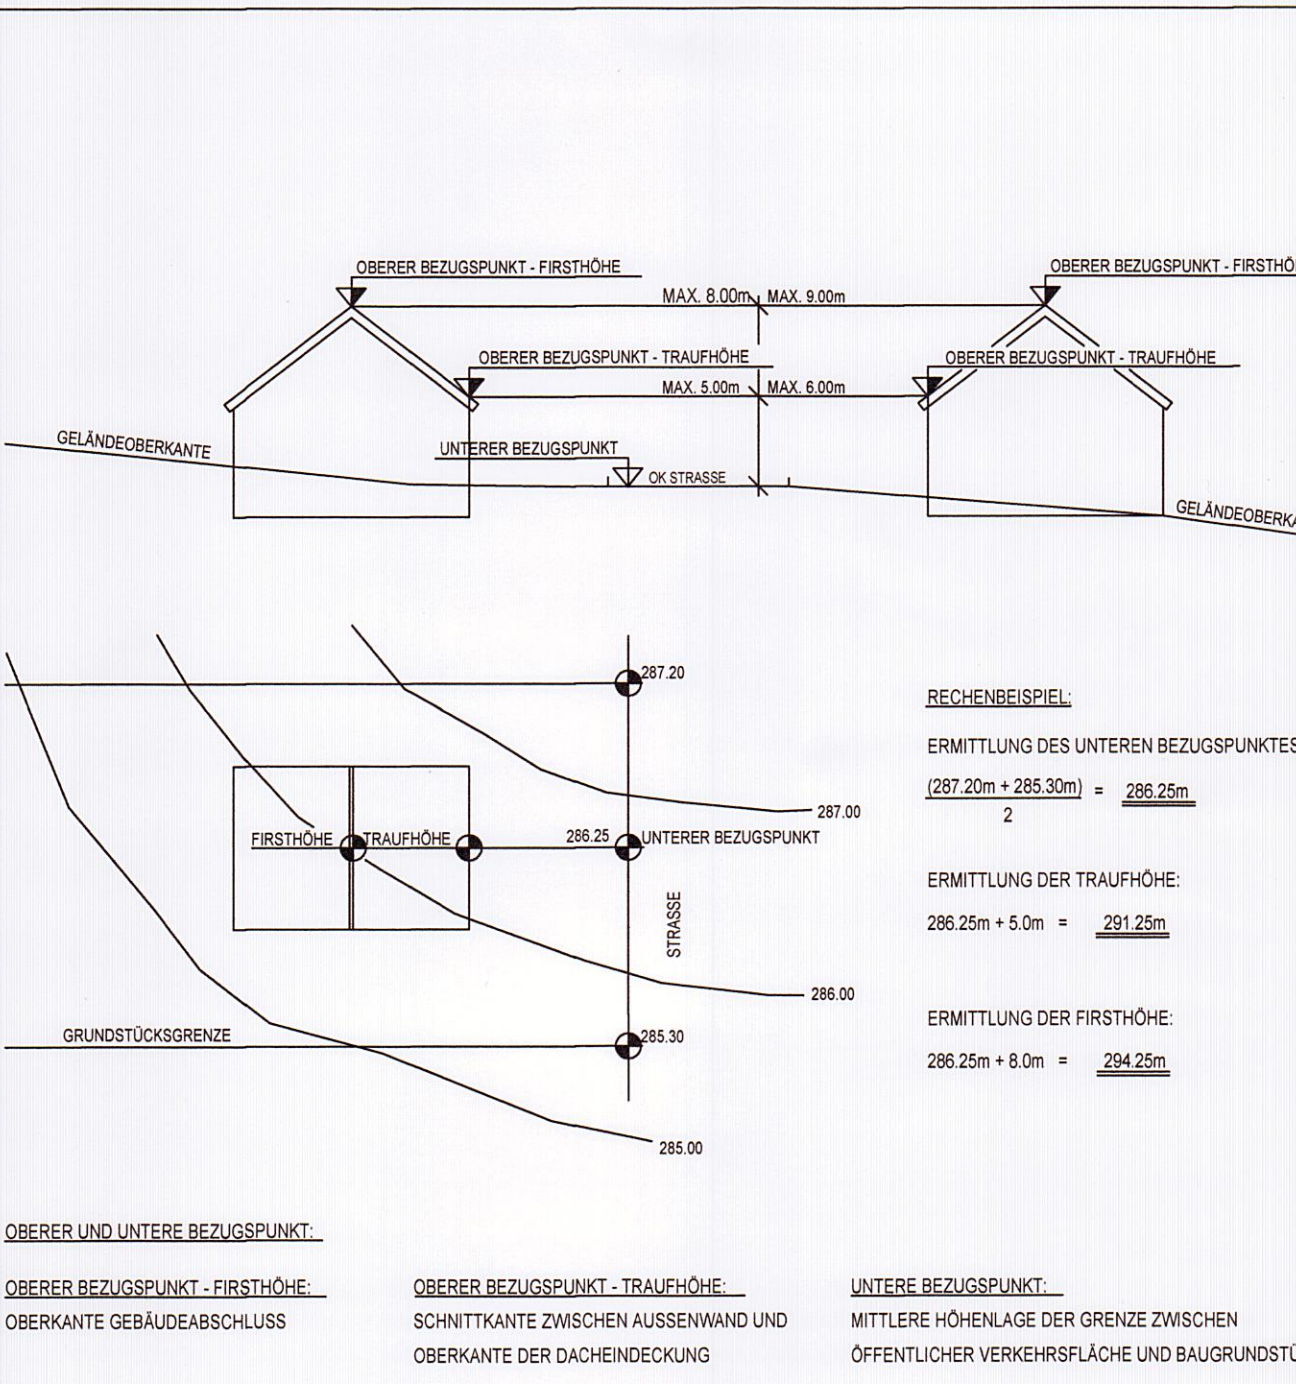 OBERER BEZUGSPUNKT - FIRSTHÖHE
OBERER BEZUGSPUNKT - FIRSTHÖ
MAX. 8.00m MAX. 9.00m
OBERER BEZUGSPUNKT - TRAUFHÖHE
OBERER BEZUGSPUNKT - TRAUFHÖHE
MAX. 5.00m MAX. 6.00m
GELÄNDEOBERKANTE
UNTERER BEZUGSPUNKT
OK STRASSE
GELÄNDEOBERKA
287.20
287.00
FIRSTHÖHE TRAUFHÖHE 286.25 UNTERER BEZUGSPUNKT
STRASSE
286.00
GRUNDSTÜCKSGRENZE
285.30
285.00
RECHENBEISPIEL:
ERMITTLUNG DES UNTEREN BEZUGSPUNKTES
(287.20m + 285.30m) = 286.25m
2
ERMITTLUNG DER TRAUFHÖHE:
286.25m + 5.0m = 291.25m
ERMITTLUNG DER FIRSTHÖHE:
286.25m + 8.0m = 294.25m
OBERER UND UNTERE BEZUGSPUNKT:
OBERER BEZUGSPUNKT - FIRSTHÖHE:
OBERKANTE GEBÄUDEABSCHLUSS
OBERER BEZUGSPUNKT - TRAUFHÖHE:
SCHNITTKANTE ZWISCHEN AUSSENWAND UND
OBERKANTE DER DACHEINDECKUNG
UNTERE BEZUGSPUNKT:
MITTLERE HÖHENLAGE DER GRENZE ZWISCHEN
ÖFFENTLICHER VERKEHRSFLÄCHE UND BAUGRUNDSTÜ